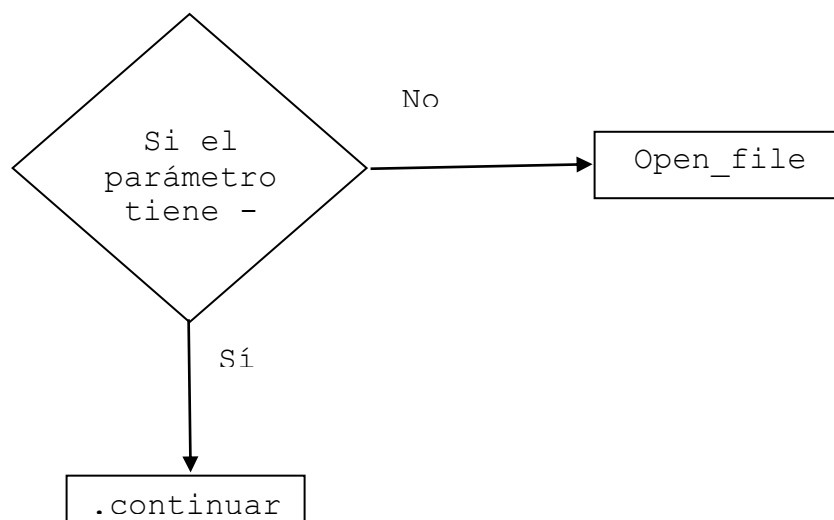 No
Si el
parámetro
tiene -
Open_file
Sí
.continuar